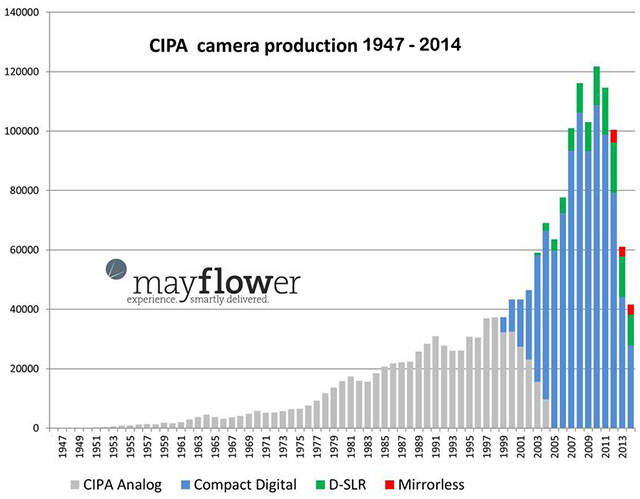 CIPA camera production 1947 - 2014
140000
120000
100000
80000
60000
40000
20000
0
mayflower
experience. smartly delivered.
1947 1949 1951 1953 1955 1957 1959 1961 1963 1965 1967 1969 1971 1973 1975 1977 1979 1981 1983 1985 1987 1989 1991 1993 1995 1997 1999 2001 2003 2005 2007 2009 2011 2013
CIPA Analog Compact Digital D-SLR Mirrorless